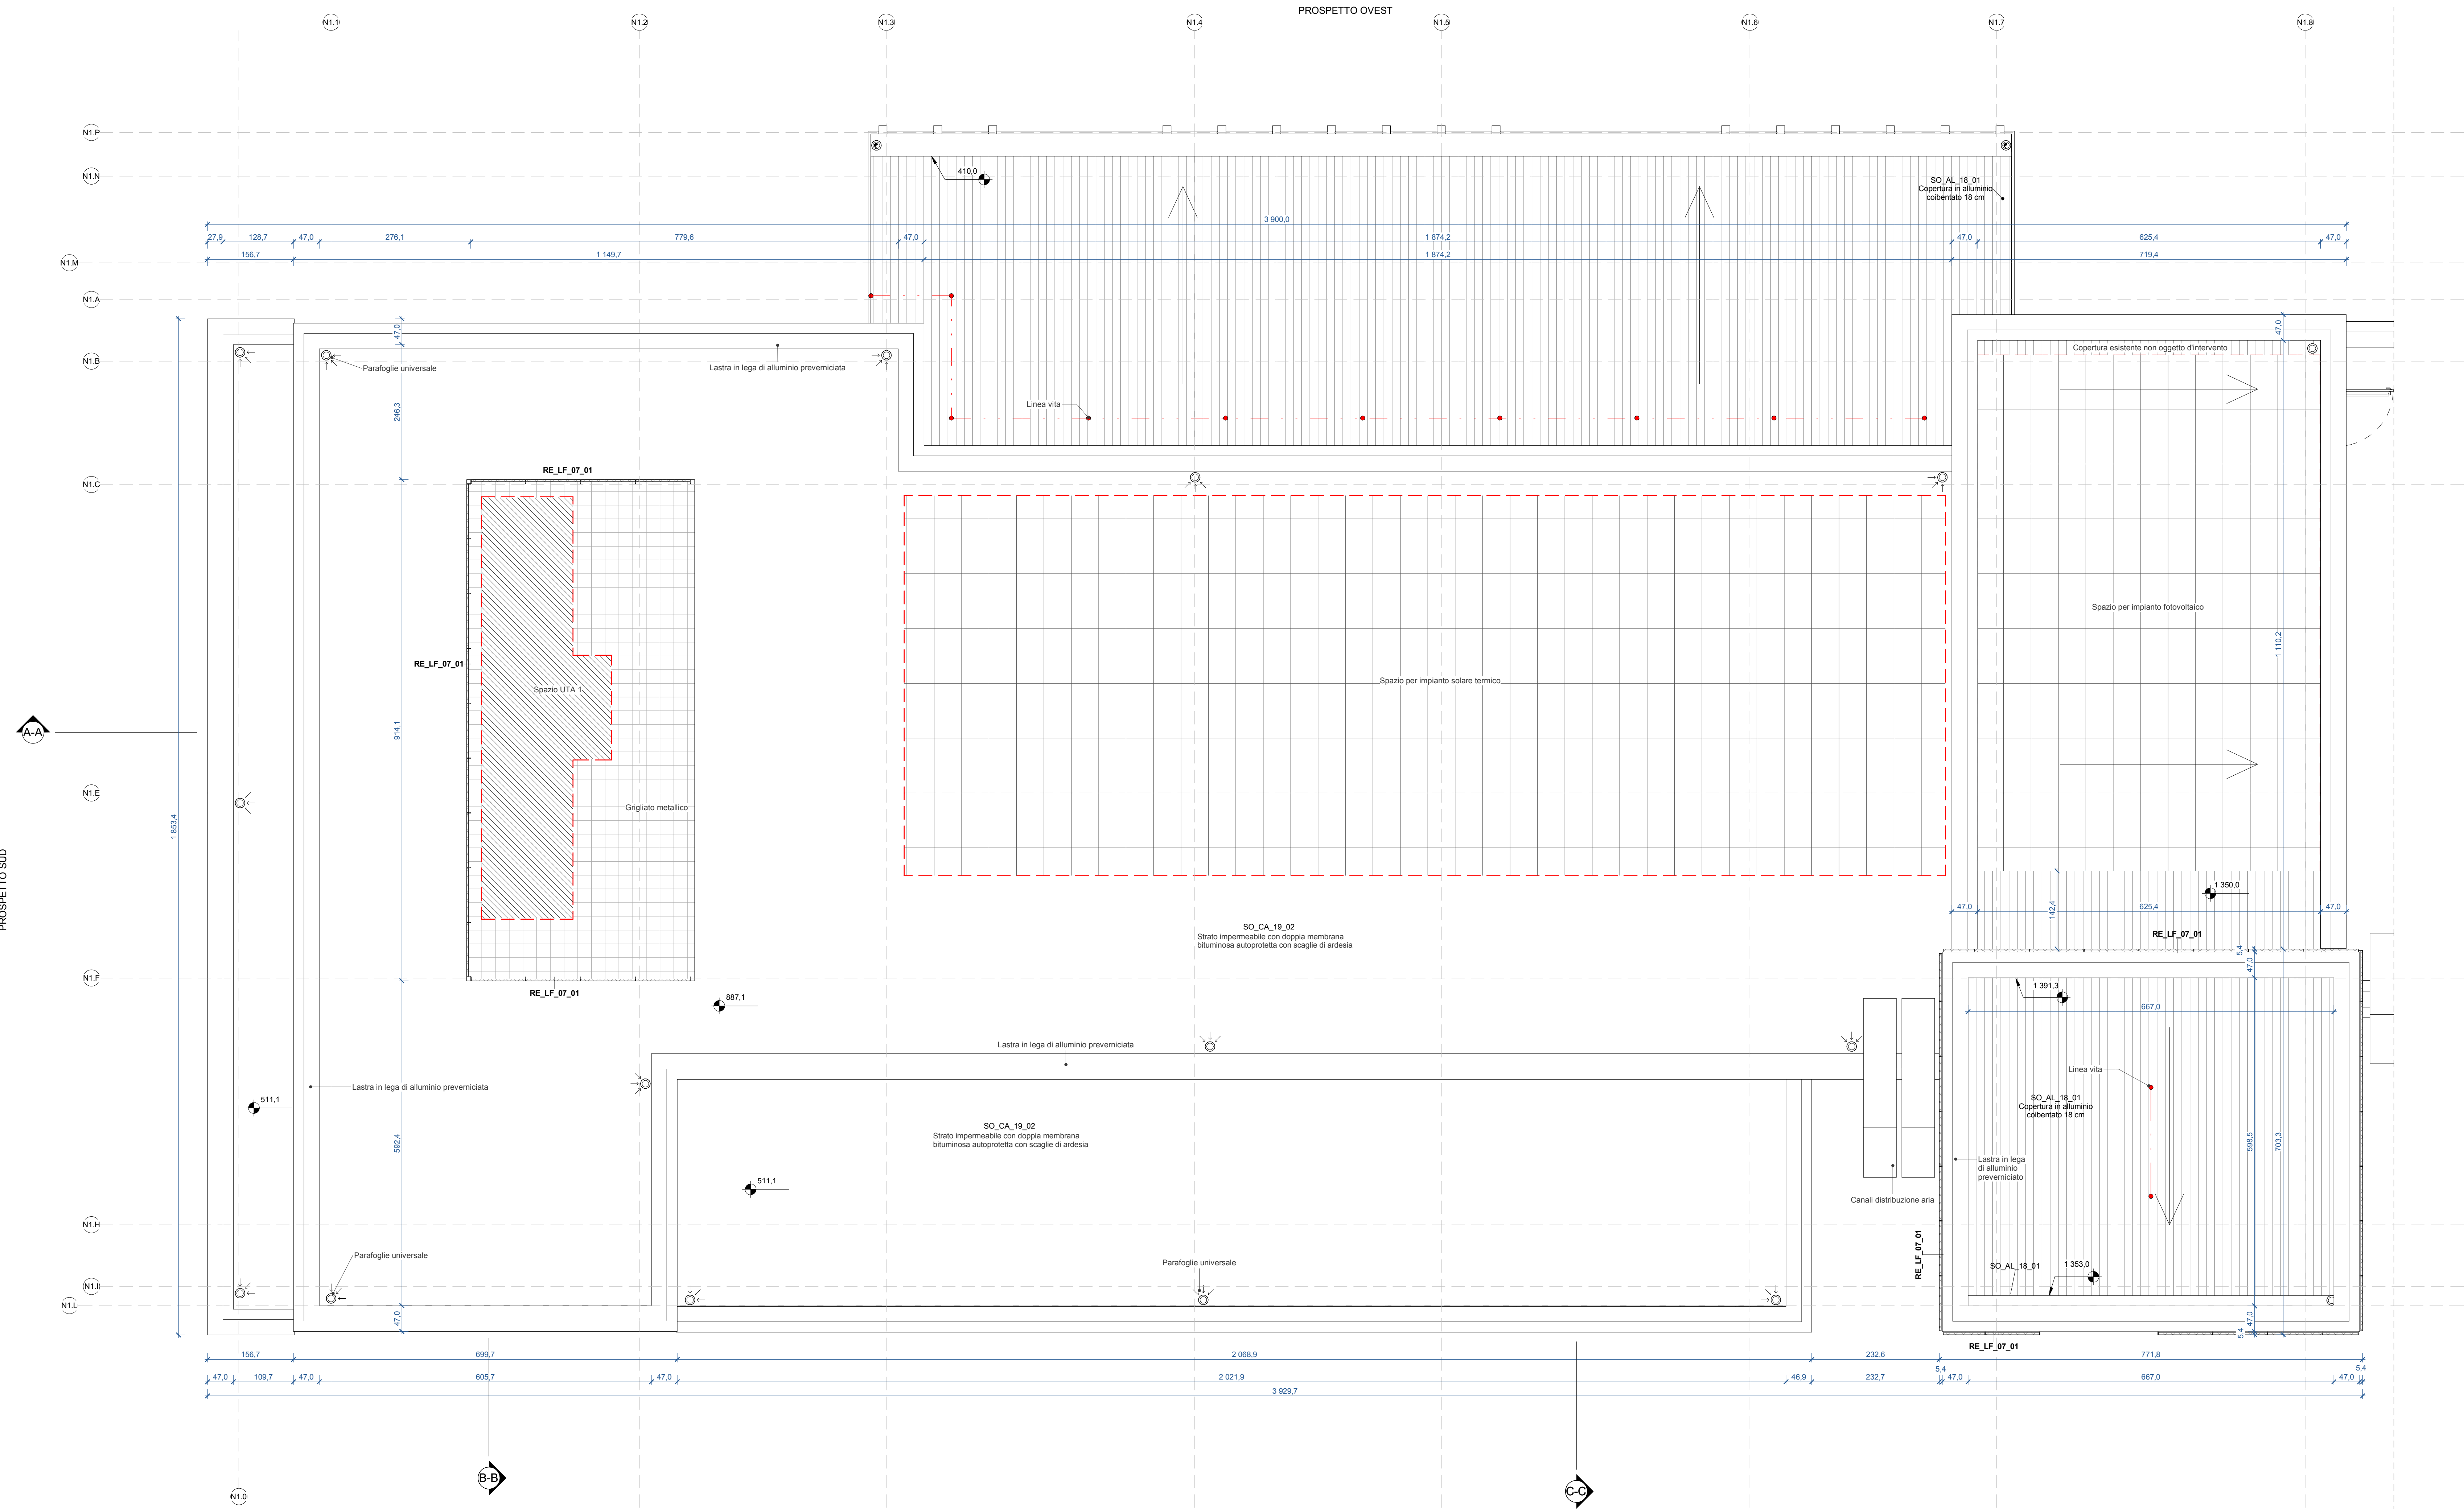 PROSPETTO OVEST
N1.1
N1.2
N1.3
N1.4
N1.5
N1.6
N1.7
N1.8
N1.P
N1.N
N1.M
N1.A
N1.B
N1.C
N1.E
N1.F
N1.H
N1.I
N1.L
N1.0
410,0
SO_AL_18_01
Copertura in alluminio
coibentato 18 cm
3 900,0
27,9
128,7
47,0
276,1
779,6
47,0
1 874,2
47,0
625,4
47,0
156,7
1 149,7
1 874,2
719,4
47,0
47,0
Copertura esistente non oggetto d'intervento
Parafoglie universale
Lastra in lega di alluminio preverniciata
Linea vita
246,3
RE_LF_07_01
RE_LF_07_01
Spazio UTA 1
Grigliato metallico
RE_LF_07_01
Spazio per impianto solare termico
Spazio per impianto fotovoltaico
1 110,2
914,1
A-A
1 853,4
PROSPETTO SUD
1 350,0
47,0
142,4
625,4
47,0
SO_CA_19_02
Strato impermeabile con doppia membrana
bituminosa autoprotetta con scaglie di ardesia
RE_LF_07_01
5,4
47,0
1 391,3
667,0
887,1
Lastra in lega di alluminio preverniciata
Lastra in lega di alluminio preverniciata
511,1
Linea vita
SO_AL_18_01
Copertura in alluminio
coibentato 18 cm
SO_CA_19_02
Strato impermeabile con doppia membrana
bituminosa autoprotetta con scaglie di ardesia
592,4
598,5
703,3
Lastra in lega
di alluminio
preverniciato
511,1
Canali distribuzione aria
RE_LF_07_01
Parafoglie universale
Parafoglie universale
SO_AL_18_01
1 353,0
47,0
47,0
5,4
RE_LF_07_01
156,7
699,7
2 068,9
232,6
771,8
5,4
5,4
47,0
109,7
47,0
605,7
47,0
2 021,9
46,9
232,7
47,0
667,0
47,0
3 929,7
B-B
C-C